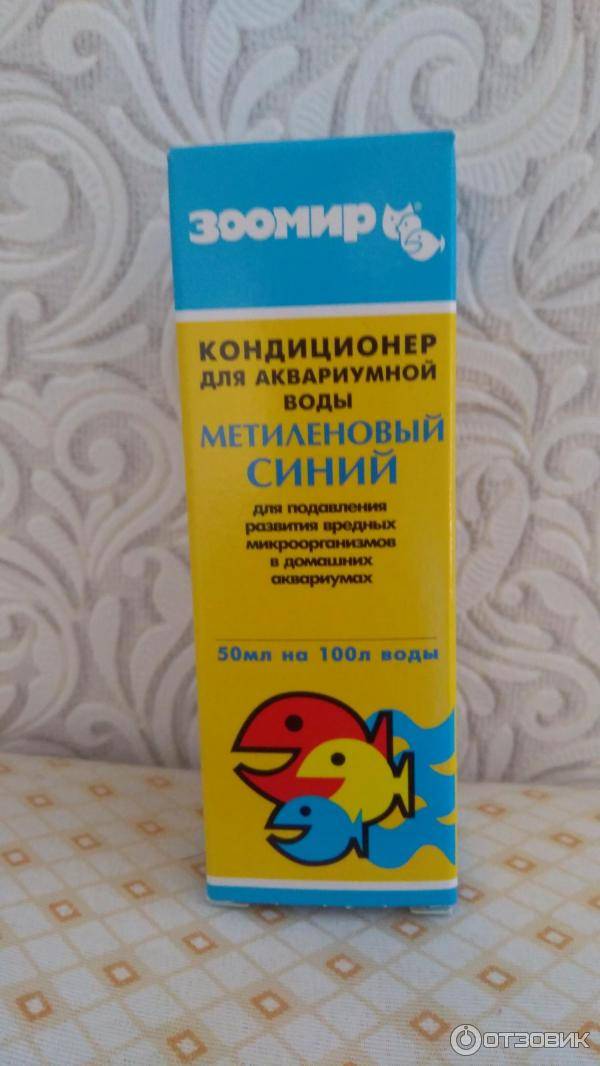 ЗООМИР
КОНДИЦИОНЕР
ДЛЯ АКВАРИУМНОЙ
ВОДЫ
МЕТИЛЕНОВЫЙ
СИНИЙ
для подавления
развития вредных
микроорганизмов
в домашних
аквариумах
50мл на 100л воды
ОТЗОВИК